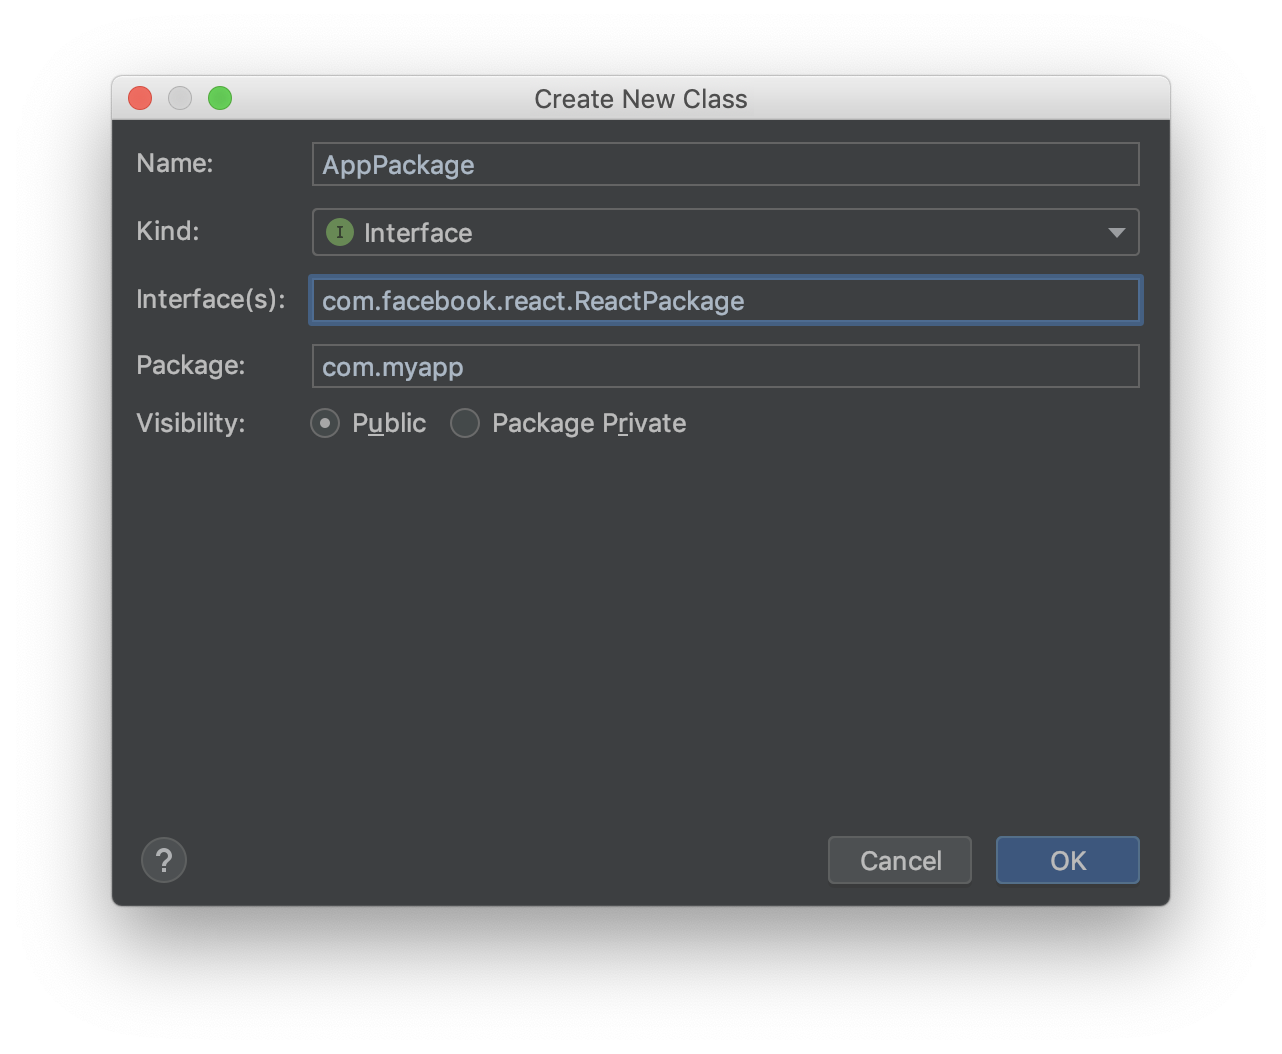 Create New Class
Name: AppPackage
Kind: I Interface
Interface(s): com.facebook.react.ReactPackage
Package: com.myapp
Visibility: Public Package Private
? Cancel OK